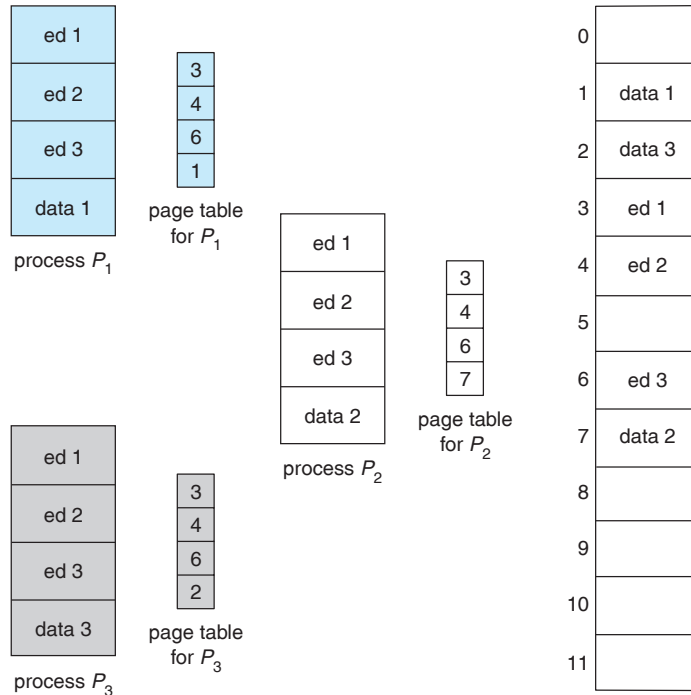 ed 1
ed 2
ed 3
data 1
process P1
3
4
6
1
page table
for P1
ed 1
ed 2
ed 3
data 2
process P2
3
4
6
7
page table
for P2
ed 1
ed 2
ed 3
data 3
process P3
3
4
6
2
page table
for P3
0
1 data 1
2 data 3
3 ed 1
4 ed 2
5
6 ed 3
7 data 2
8
9
10
11